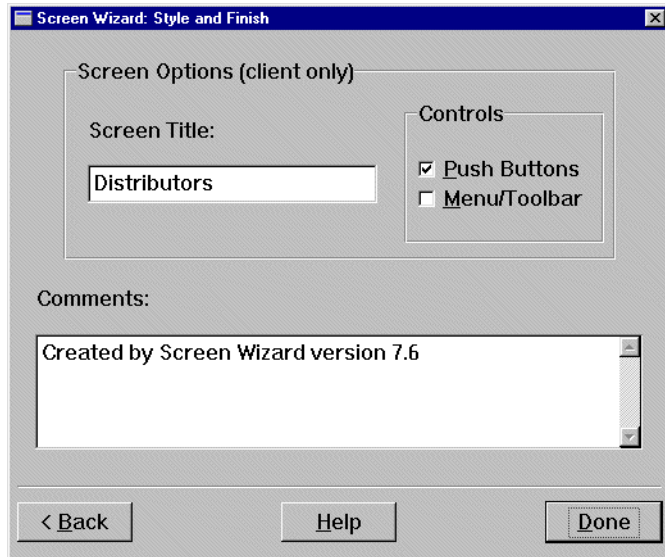 Screen Wizard: Style and Finish
Screen Options (client only)
Screen Title:
Distributors
Controls
Push Buttons
Menu/Toolbar
Comments:
Created by Screen Wizard version 7.6
< Back
Help
Done